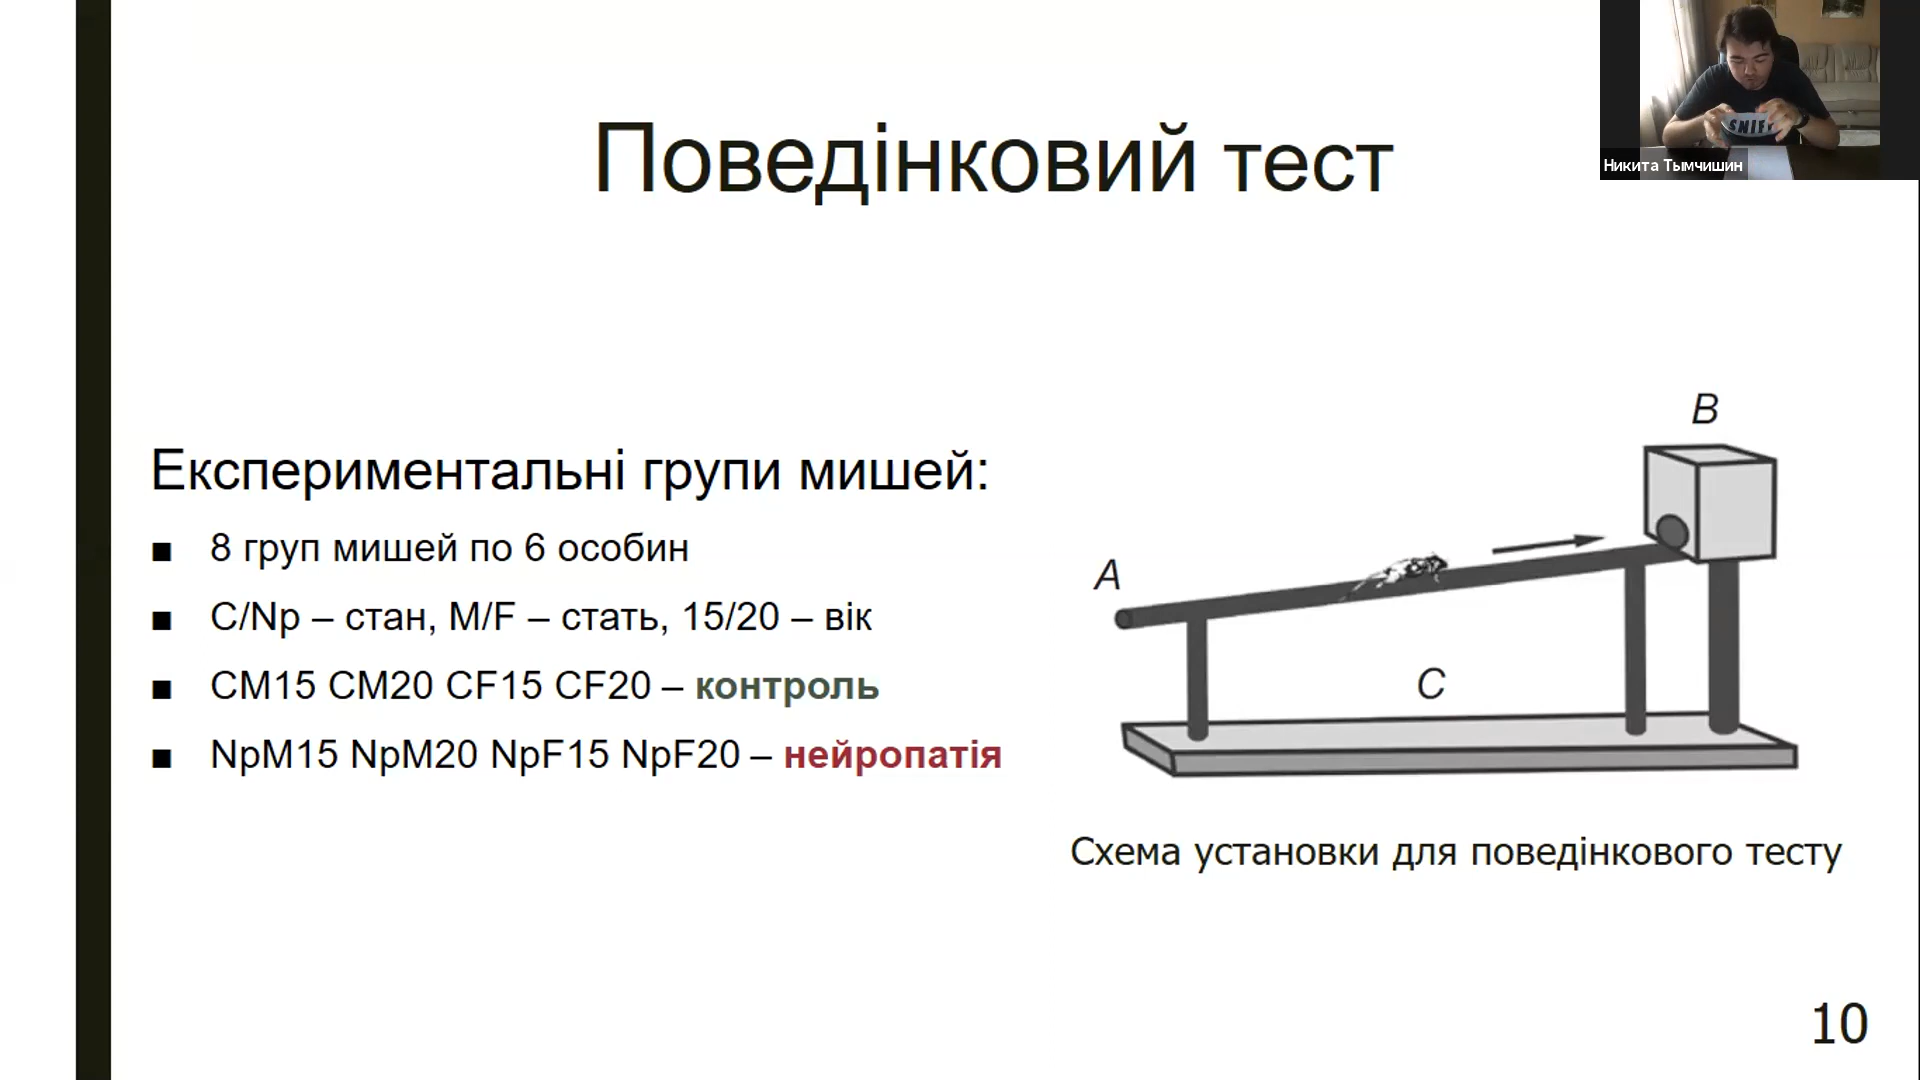 Поведінковий тест
SNIFF
Никита Тымчишин
Експериментальні групи мишей:
■ 8 груп мишей по 6 особин
■ C/Np – стан, M/F – стать, 15/20 – вік
■ CM15 CM20 CF15 CF20 – контроль
■ NpM15 NpM20 NpF15 NpF20 – нейропатія
A
B
C
Схема установки для поведінкового тесту
10